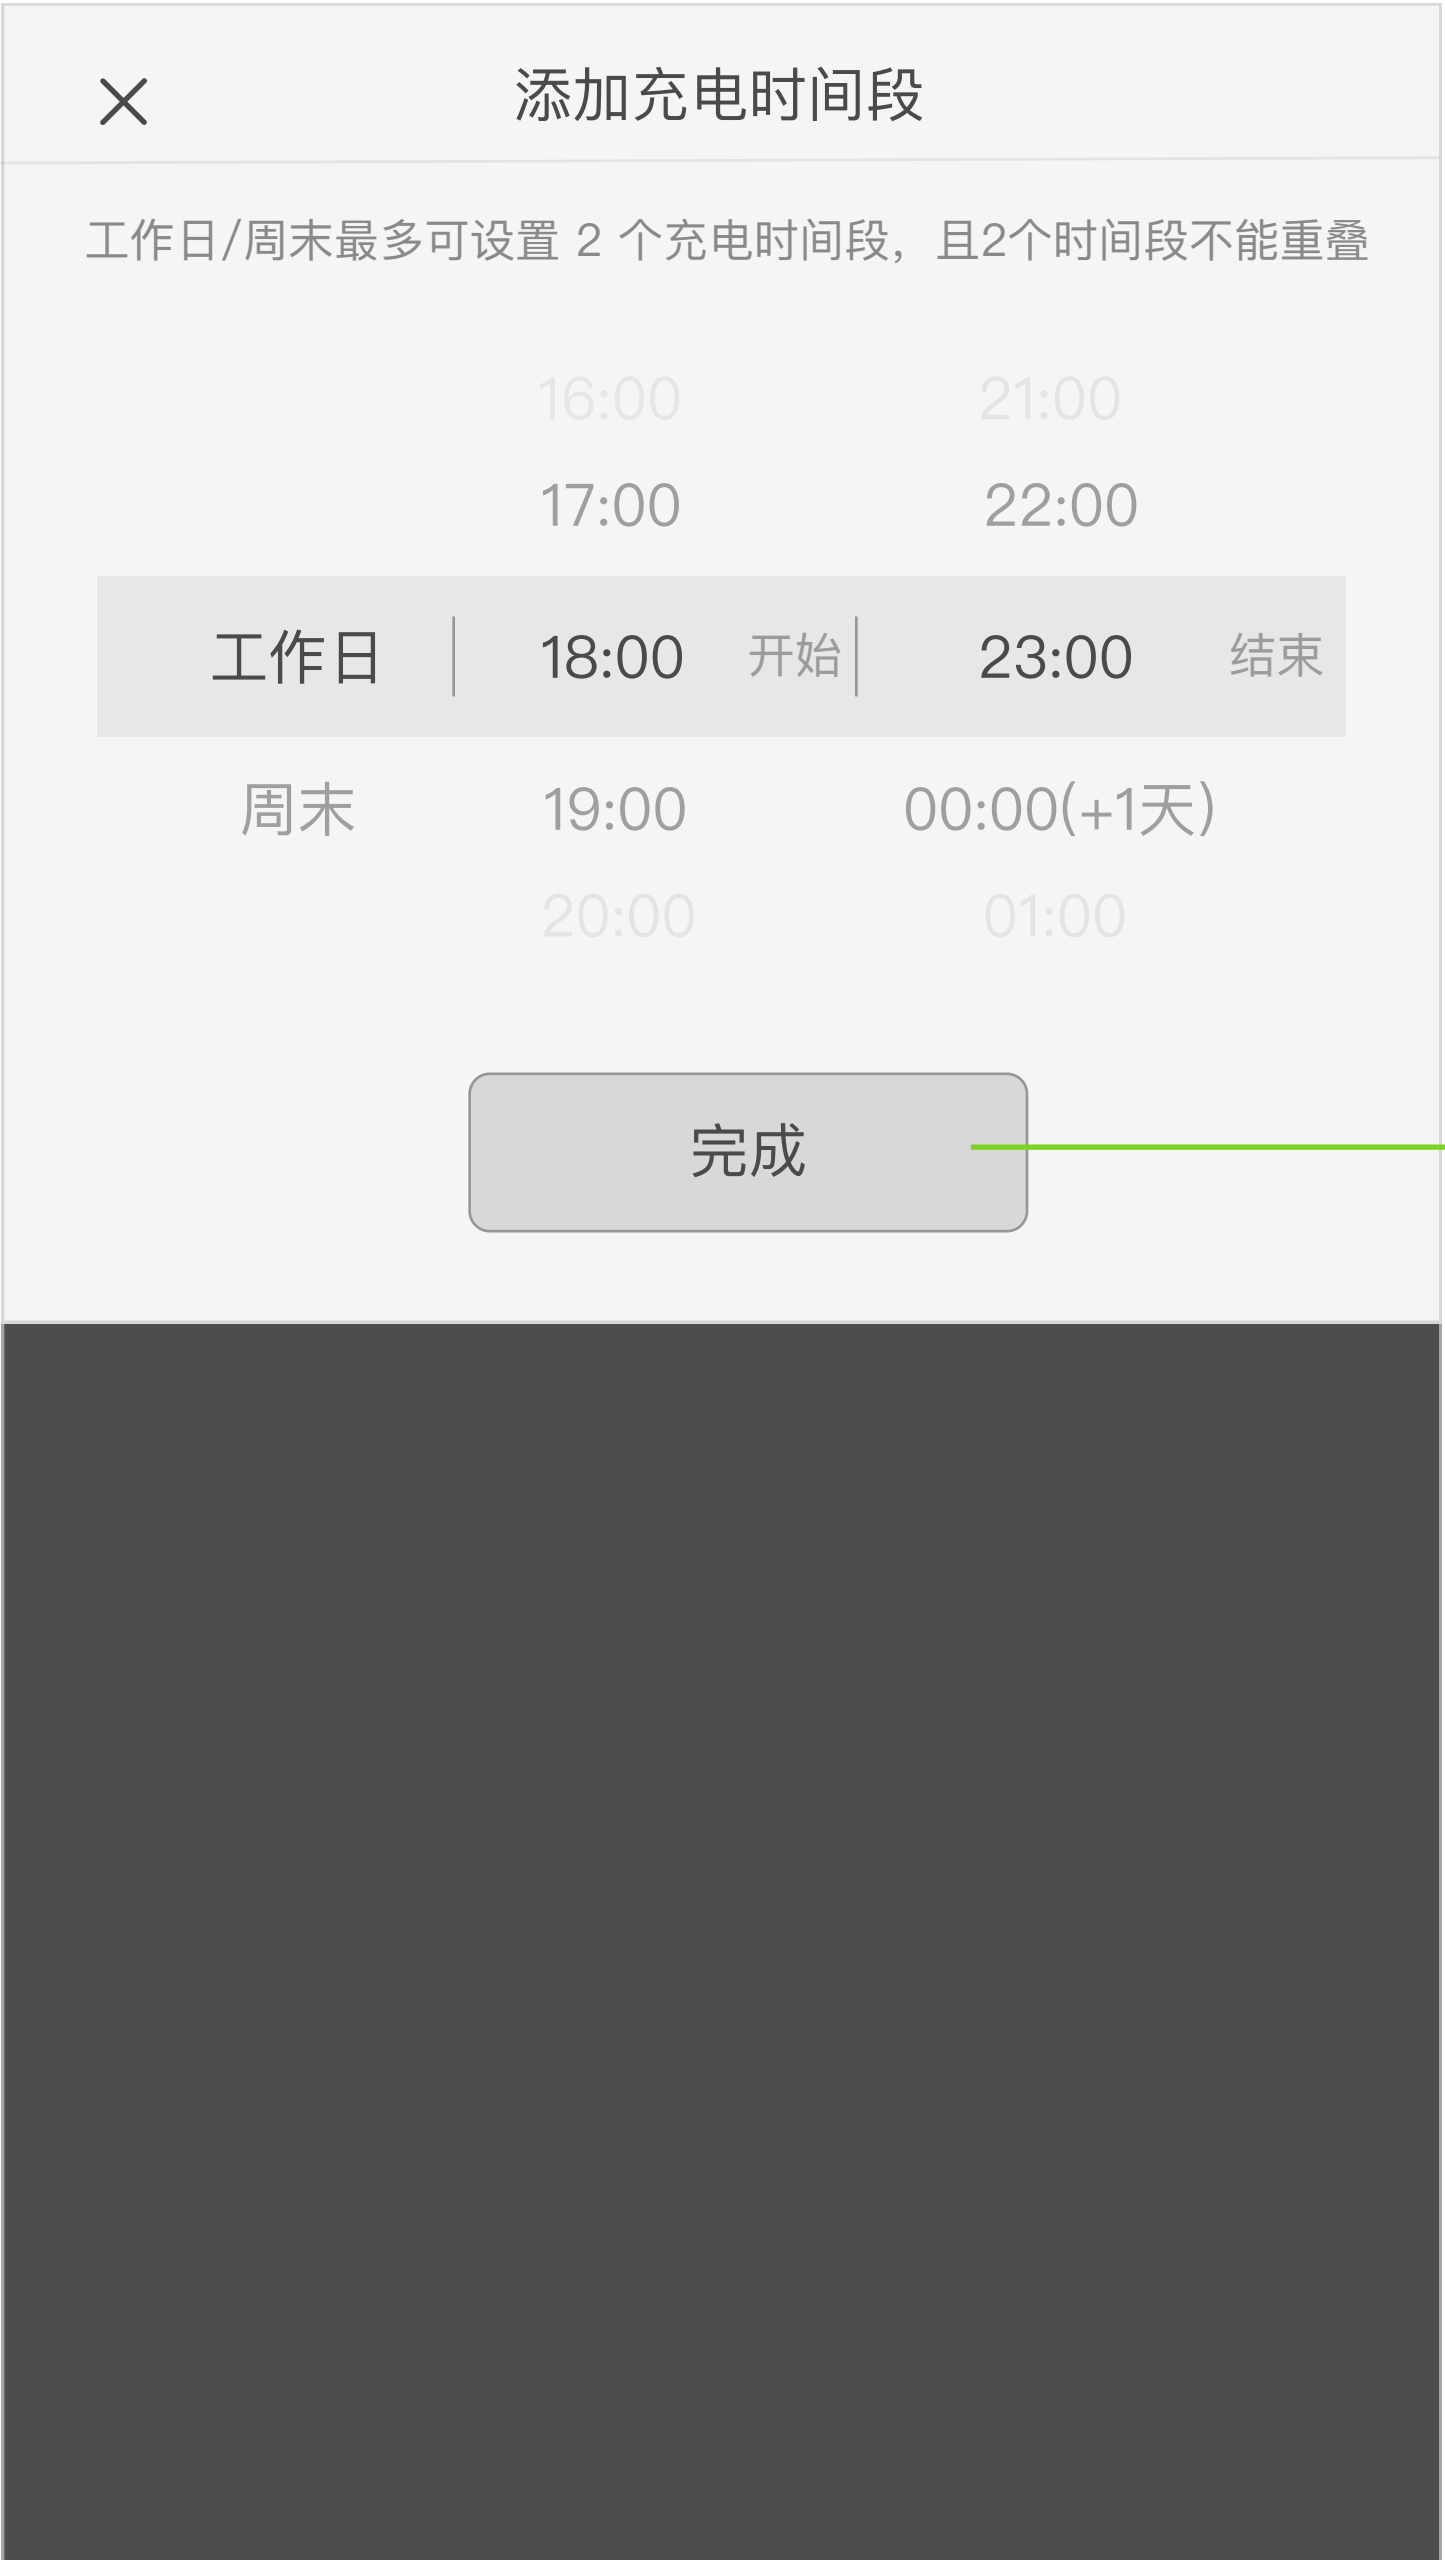 添加充电时间段
工作日/周末最多可设置 2 个充电时间段，且2个时间段不能重叠
16:00 21:00
17:00 22:00
工作日 18:00 开始 23:00 结束
周末 19:00 00:00(+1天)
20:00 01:00
完成